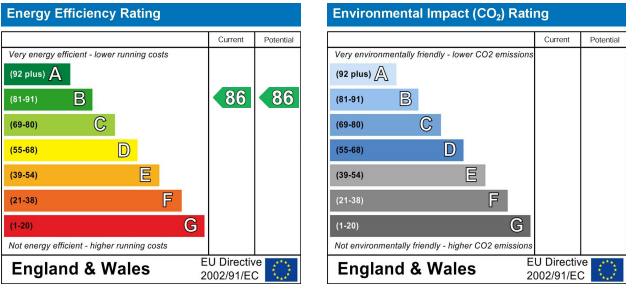 Energy Efficiency Rating
Current Potential
Very energy efficient - lower running costs
(92 plus) A
(81-91) B 86 86
(69-80) C
(55-68) D
(39-54) E
(21-38) F
(1-20) G
Not energy efficient - higher running costs
England & Wales
EU Directive
2002/91/EC
Environmental Impact (CO2) Rating
Current Potential
Very environmentally friendly - lower CO2 emissions
(92 plus) A
(81-91) B
(69-80) C
(55-68) D
(39-54) E
(21-38) F
(1-20) G
Not environmentally friendly - higher CO2 emissions
England & Wales
EU Directive
2002/91/EC